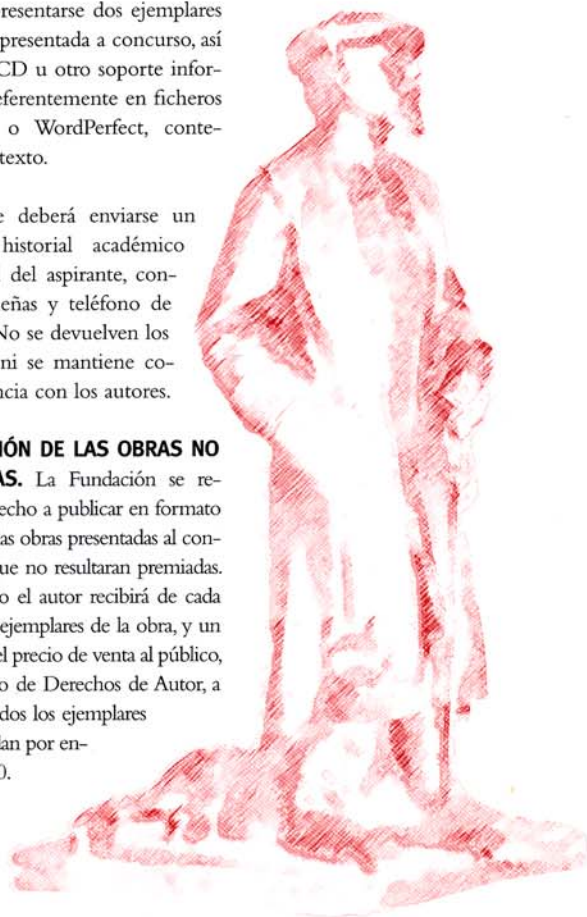 resentarse dos ejemplares
presentada a concurso, así
CD u otro soporte infor-
eferentemente en ficheros
o WordPerfect, conte-
texto.
e deberá enviarse un
historial académico
del aspirante, con-
eñas y teléfono de
No se devuelven los
ni se mantiene co-
ncia con los autores.
IÓN DE LAS OBRAS NO
AS. La Fundación se re-
echo a publicar en formato
as obras presentadas al con-
ue no resultaran premiadas.
o el autor recibirá de cada
ejemplares de la obra, y un
el precio de venta al público,
o de Derechos de Autor, a
dos los ejemplares
dan por en-
0.